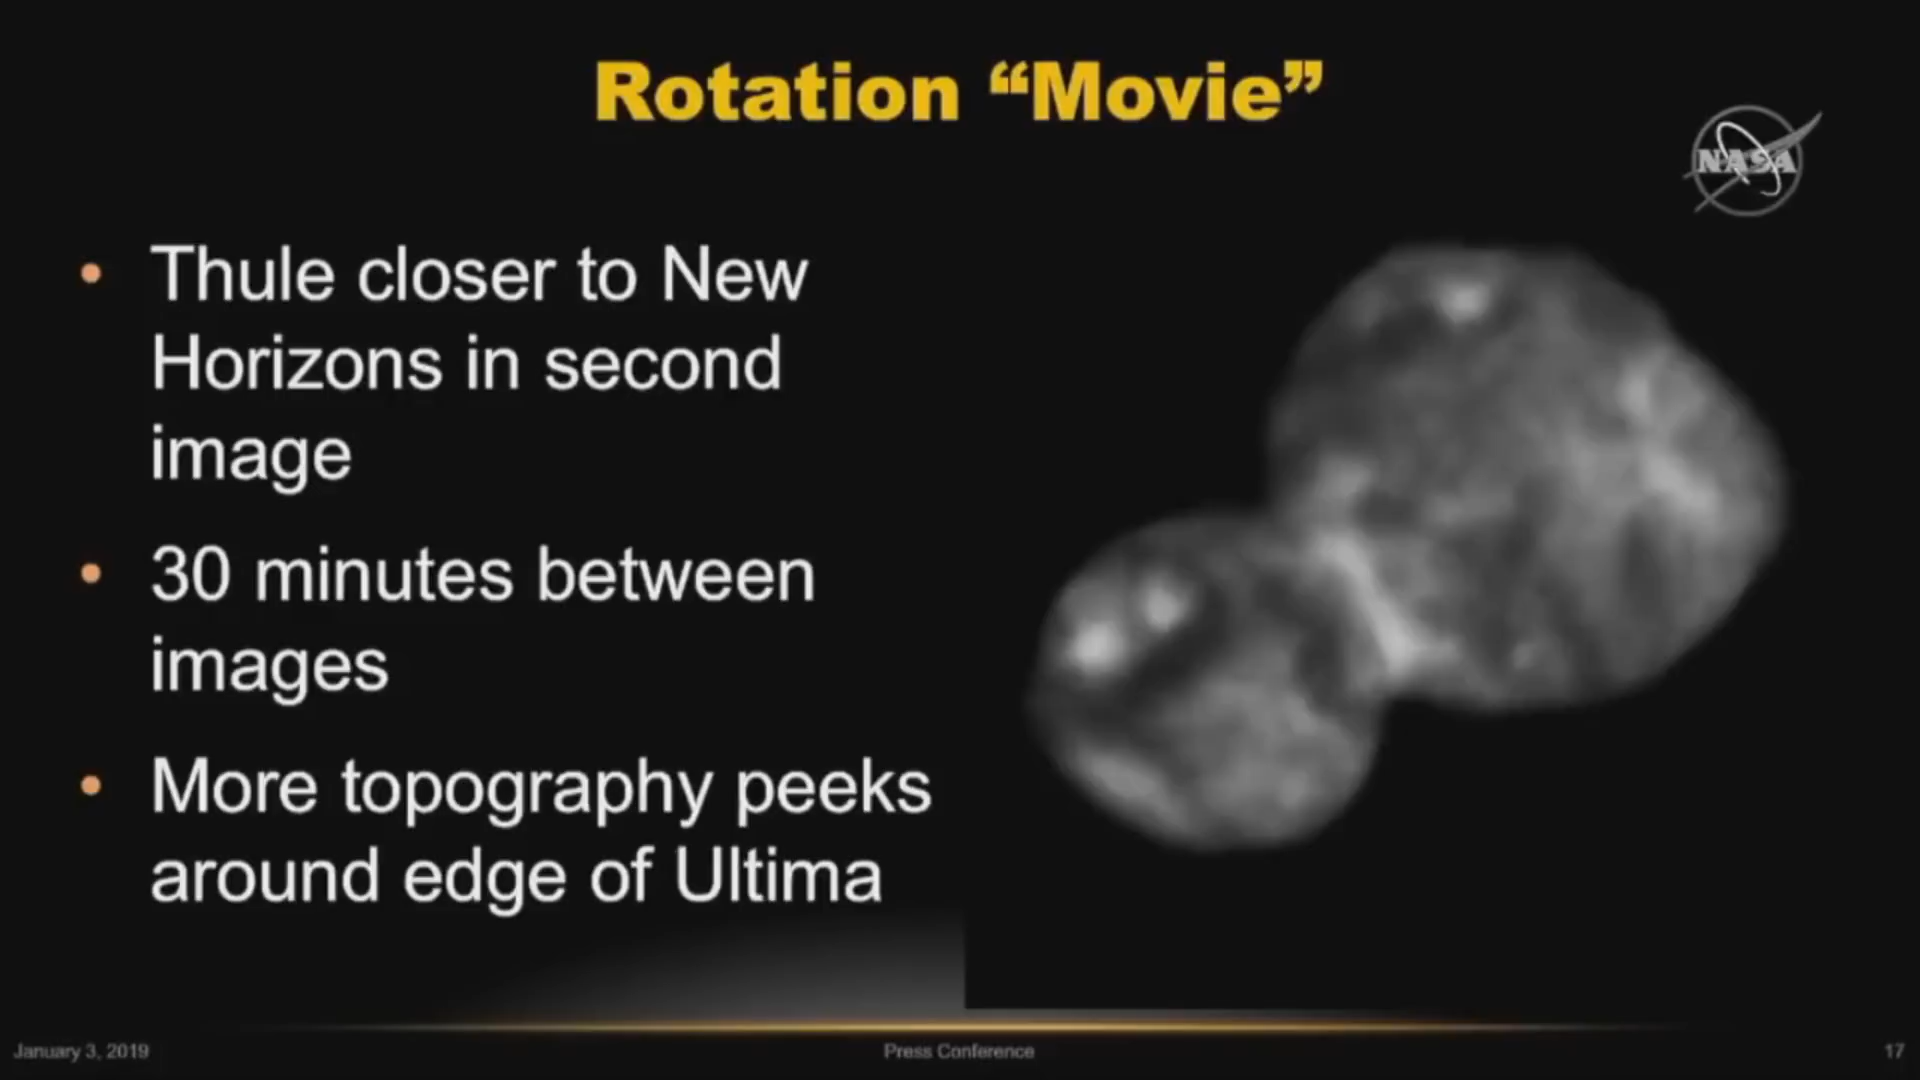 Rotation “Movie”
NASA
• Thule closer to New
Horizons in second
image
• 30 minutes between
images
• More topography peeks
around edge of Ultima
January 3, 2019
Press Conference
17